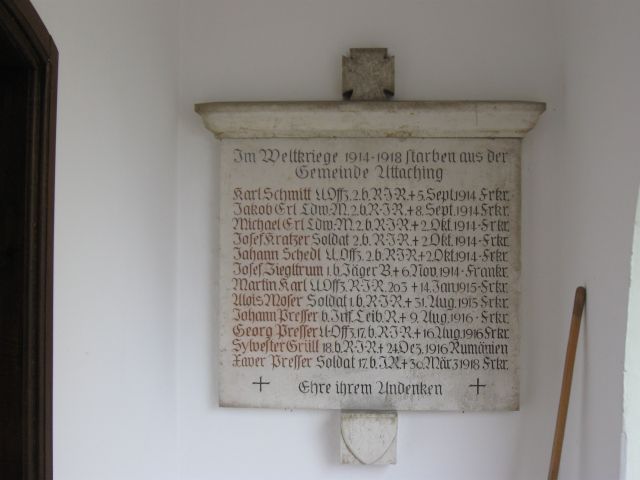 Im Weltkriege 1914-1918 starben aus der
Gemeinde Attaching
Karl Schmitt U.Offz. 2.b.R-I-R + 5.Sept.1914 Frkr.
Jakob Erl Ldw.M. 2.b.R-I-R + 8.Sept.1914 Frkr.
Michael Erl Ldw.M. 2.b.R-I-R + 2.Okt.1914 Frkr.
Josef Kratzer Soldat 2.b.R-I-R + 2.Okt.1914 Frkr.
Johann Schedl U.Offz. 2.b.R-I-R + 2.Okt.1914 Frkr.
Josef Ziegltrum 1.b.Jäger B + 6 Nov.1914 Frankr.
Martin Karl U.Offz. R-I-R. 203 + 14.Jan.1915 Frkr.
Alois Moser Soldat 1.b.R-I-R + 31.Aug.1915 Frkr.
Johann Presser b.Inf.Leib.R + 9.Aug.1916 Frkr.
Georg Presser U-Offz. 17.b.R-I-R + 16.Aug.1916 Frkr.
Sylvester Grüll 18.b.R-I-R + 24.Dez.1916 Rumänien
Xaver Presser Soldat 17.b.I-R + 30.März 1918 Frkr.
Ehre ihrem Andenken